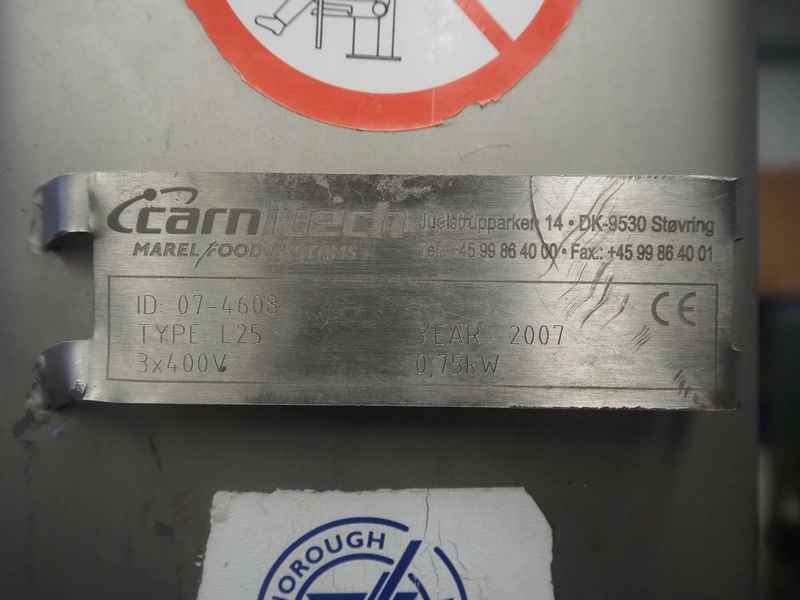 carnitech
Juelstrupparken 14 • DK-9530 Støvring
MAREL FOOD SYSTEMS
Tel.: +45 99 86 40 00 • Fax.: +45 99 86 40 01
ID: 07-4608
CE
TYPE: L25
YEAR 2007
3x400V
0,75kW
OROUGH